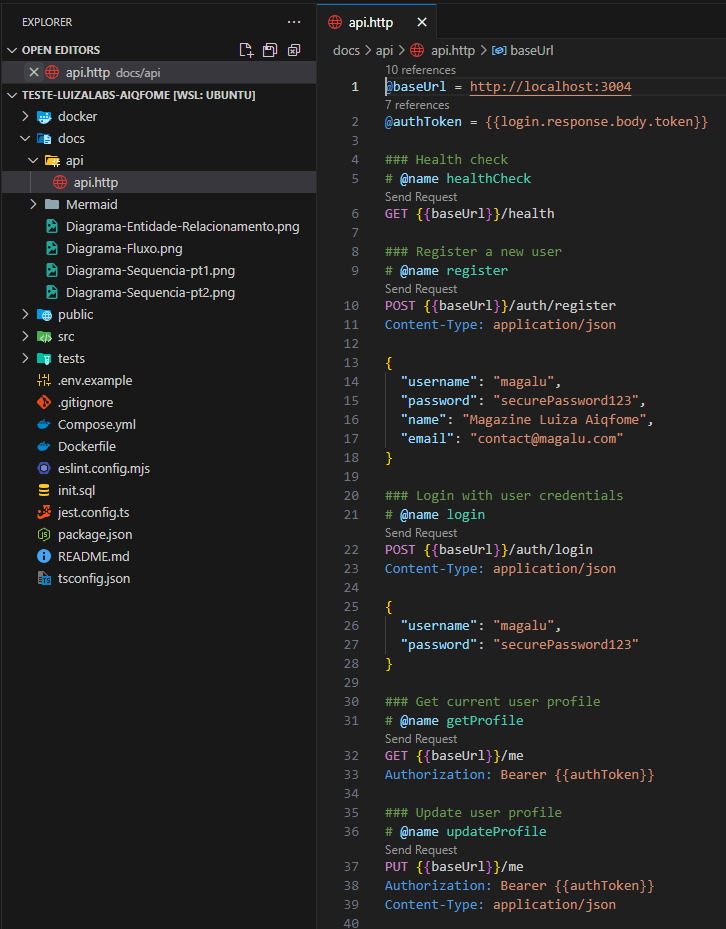 EXPLORER
OPEN EDITORS
api.http docs/api
TESTE-LUIZALABS-AIQFOME [WSL: UBUNTU]
docker
docs
api
api.http
Mermaid
Diagrama-Entidade-Relacionamento.png
Diagrama-Fluxo.png
Diagrama-Sequencia-pt1.png
Diagrama-Sequencia-pt2.png
public
src
tests
.env.example
.gitignore
Compose.yml
Dockerfile
eslint.config.mjs
init.sql
jest.config.ts
package.json
README.md
tsconfig.json
api.http
docs > api > api.http > baseUrl
10 references
1 @baseUrl = http://localhost:3004
7 references
2 @authToken = {{login.response.body.token}}
3
4 ### Health check
5 # @name healthCheck
Send Request
6 GET {{baseUrl}}/health
7
8 ### Register a new user
9 # @name register
Send Request
10 POST {{baseUrl}}/auth/register
11 Content-Type: application/json
12
13 {
14 "username": "magalu",
15 "password": "securePassword123",
16 "name": "Magazine Luiza Aiqfome",
17 "email": "contact@magalu.com"
18 }
19
20 ### Login with user credentials
21 # @name login
Send Request
22 POST {{baseUrl}}/auth/login
23 Content-Type: application/json
24
25 {
26 "username": "magalu",
27 "password": "securePassword123"
28 }
29
30 ### Get current user profile
31 # @name getProfile
Send Request
32 GET {{baseUrl}}/me
33 Authorization: Bearer {{authToken}}
34
35 ### Update user profile
36 # @name updateProfile
Send Request
37 PUT {{baseUrl}}/me
38 Authorization: Bearer {{authToken}}
39 Content-Type: application/json
40